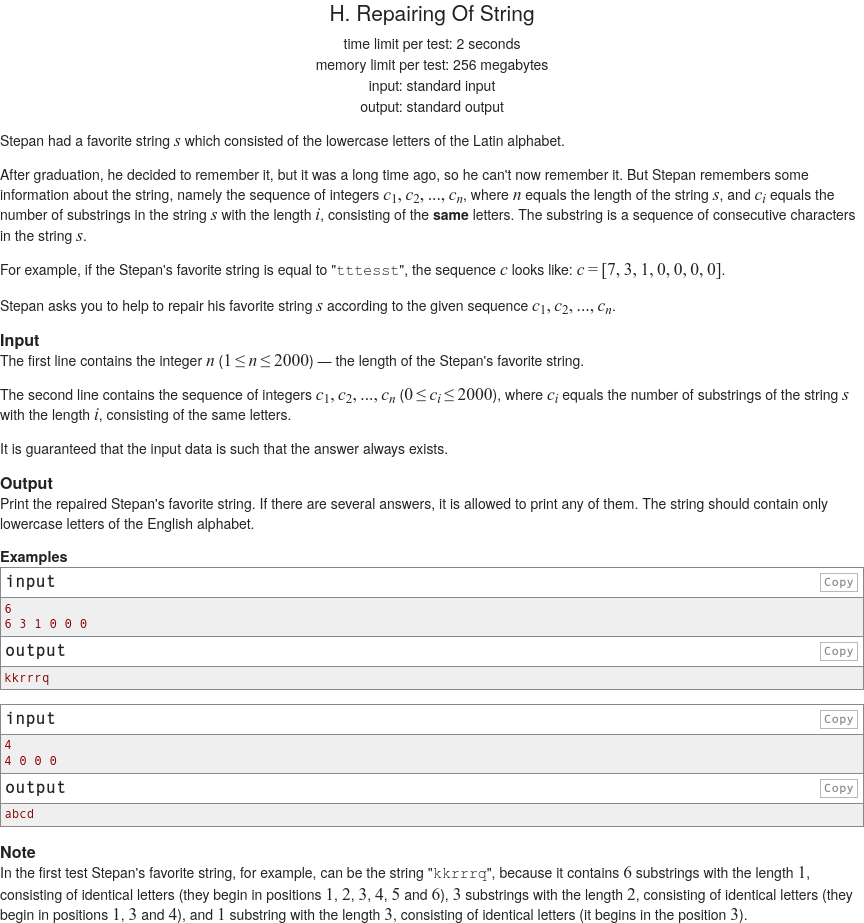 H. Repairing Of String
time limit per test: 2 seconds
memory limit per test: 256 megabytes
input: standard input
output: standard output
Stepan had a favorite string s which consisted of the lowercase letters of the Latin alphabet.
After graduation, he decided to remember it, but it was a long time ago, so he can't now remember it. But Stepan remembers some
information about the string, namely the sequence of integers c1, c2, ..., cn, where n equals the length of the string s, and ci equals the
number of substrings in the string s with the length i, consisting of the same letters. The substring is a sequence of consecutive characters
in the string s.
For example, if the Stepan's favorite string is equal to "tttesst", the sequence c looks like: c = [7, 3, 1, 0, 0, 0, 0].
Stepan asks you to help to repair his favorite string s according to the given sequence c1, c2, ..., cn.
Input
The first line contains the integer n (1 ≤ n ≤ 2000) — the length of the Stepan's favorite string.
The second line contains the sequence of integers c1, c2, ..., cn (0 ≤ ci ≤ 2000), where ci equals the number of substrings of the string s
with the length i, consisting of the same letters.
It is guaranteed that the input data is such that the answer always exists.
Output
Print the repaired Stepan's favorite string. If there are several answers, it is allowed to print any of them. The string should contain only
lowercase letters of the English alphabet.
Examples
input Copy
6
6 3 1 0 0 0
output Copy
kkrrrq
input Copy
4
4 0 0 0
output Copy
abcd
Note
In the first test Stepan's favorite string, for example, can be the string "kkrrrq", because it contains 6 substrings with the length 1,
consisting of identical letters (they begin in positions 1, 2, 3, 4, 5 and 6), 3 substrings with the length 2, consisting of identical letters (they
begin in positions 1, 3 and 4), and 1 substring with the length 3, consisting of identical letters (it begins in the position 3).